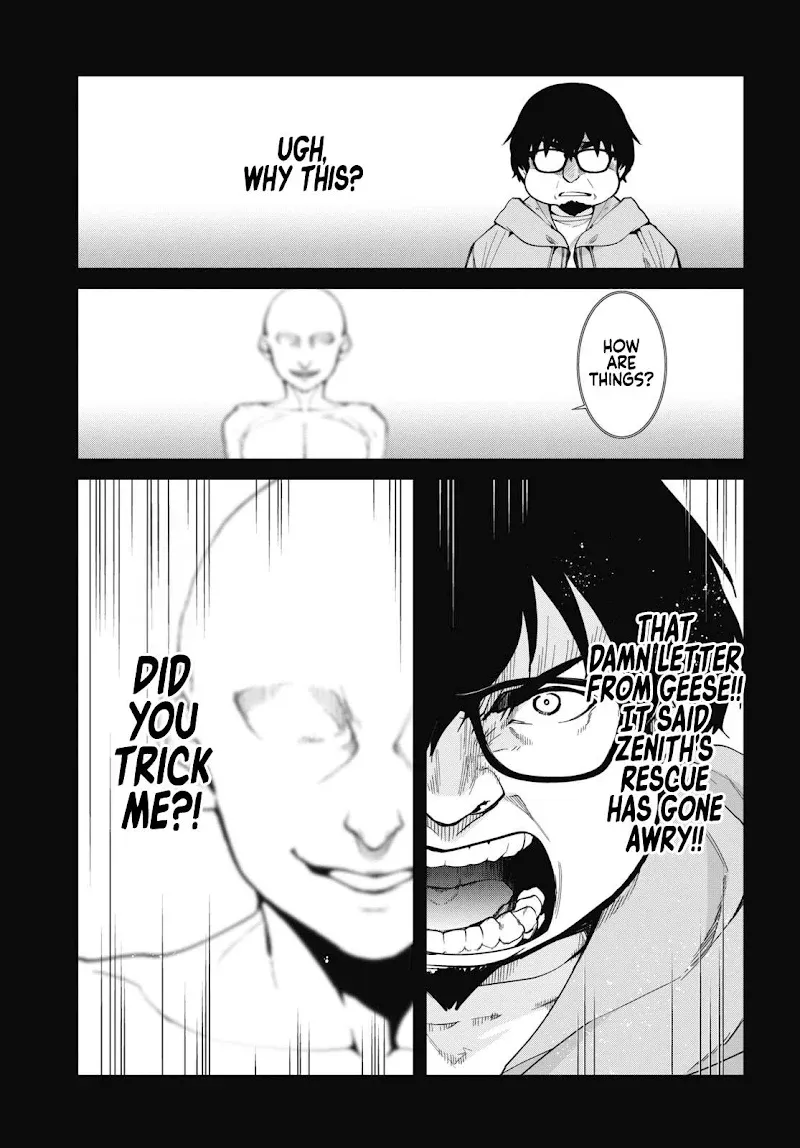 UGH,
WHY THIS?
HOW
ARE
THINGS?
THAT
DAMN LETTER
FROM GEESE!!
IT SAID
ZENITH'S
RESCUE
HAS GONE
AWRY!!
DID
YOU
TRICK
ME?!